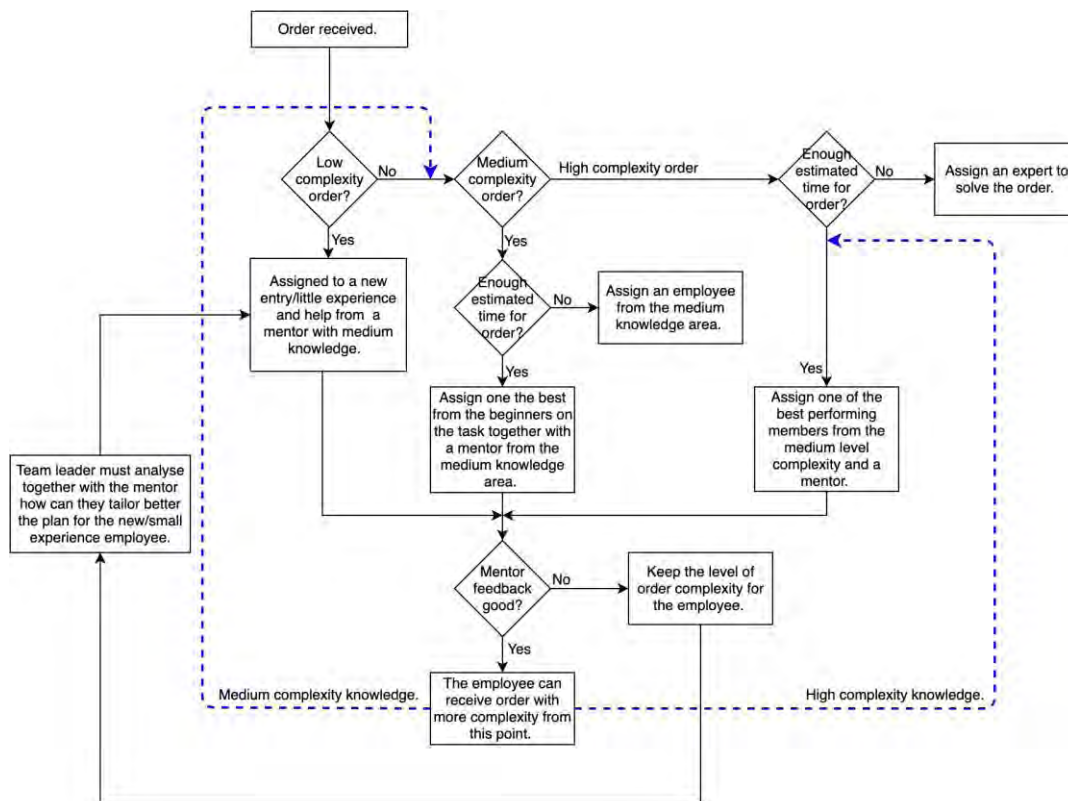 Order received.
Low
complexity
order?
No
Medium
complexity
order?
High complexity order
Enough
estimated
time for
order?
No
Assign an expert to
solve the order.
Yes
Yes
Assigned to a new
entry/little experience
and help from a
mentor with medium
knowledge.
Enough
estimated
time for
order?
No
Assign an employee
from the medium
knowledge area.
Yes
Yes
Assign one the best
from the beginners on
the task together with
a mentor from the
medium knowledge
area.
Assign one of the
best performing
members from the
medium level
complexity and a
mentor.
Team leader must analyse
together with the mentor
how can they tailor better
the plan for the new/small
experience employee.
Mentor
feedback
good?
No
Keep the level of
order complexity for
the employee.
Yes
Medium complexity knowledge.
The employee can
receive order with
more complexity from
this point.
High complexity knowledge.